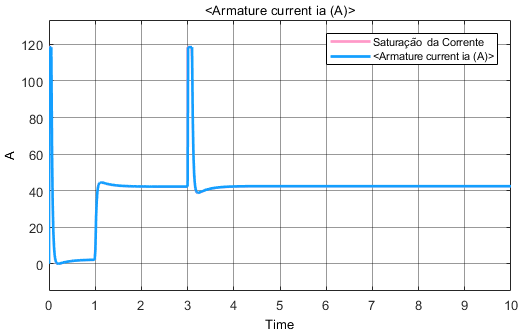 <Armature current ia (A)>
Saturação da Corrente
<Armature current ia (A)>
120
100
80
60
40
20
0
A
0 1 2 3 4 5 6 7 8 9 10
Time